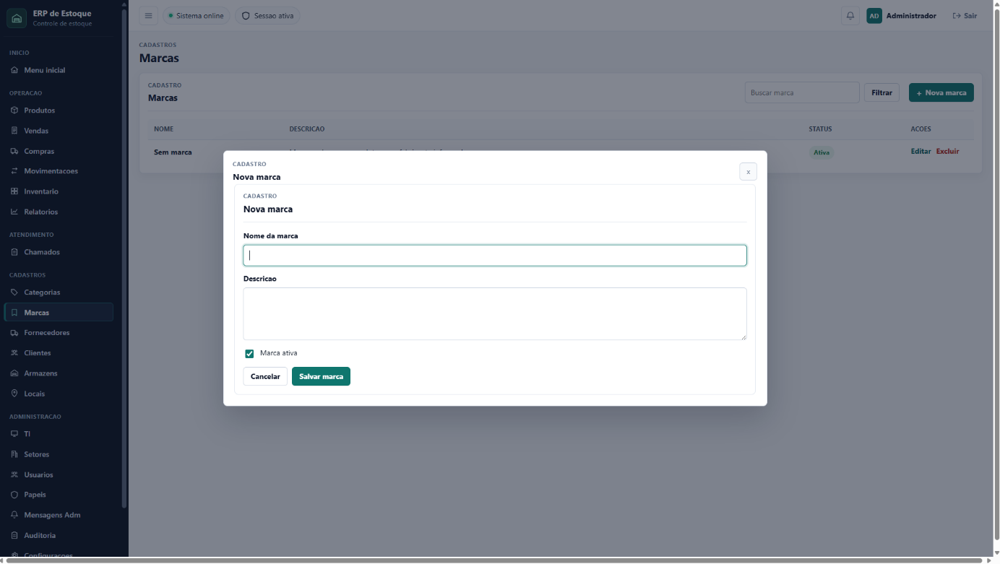 ERP de Estoque
Controle de estoque
INICIO
Menu inicial
OPERACAO
Produtos
Vendas
Compras
Movimentacoes
Inventario
Relatorios
ATENDIMENTO
Chamados
CADASTROS
Categorias
Marcas
Fornecedores
Clientes
Armazens
Locais
ADMINISTRACAO
TI
Setores
Usuarios
Papeis
Mensagens Adm
Auditoria
Configuracoes
Sistema online
Sessao ativa
AD Administrador
Sair
CADASTROS
Marcas
CADASTRO
Marcas
Buscar marca
Filtrar
+ Nova marca
NOME DESCRICAO STATUS ACOES
Sem marca Ativa Editar Excluir
CADASTRO
Nova marca
x
CADASTRO
Nova marca
Nome da marca
Descricao
Marca ativa
Cancelar Salvar marca